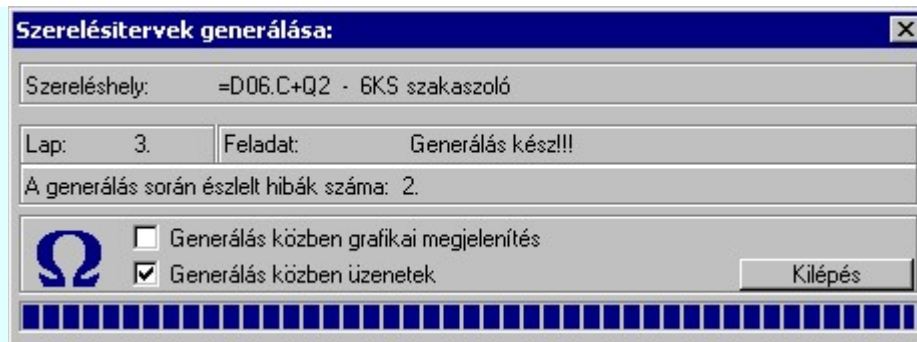 Szerelésitervek generálása:
Szereléshely: =D06.C+Q2 - 6KS szakaszoló
Lap: 3. Feladat: Generálás kész!!!
A generálás során észlelt hibák száma: 2.
Ω
Generálás közben grafikai megjelenítés
Generálás közben üzenetek
Kilépés